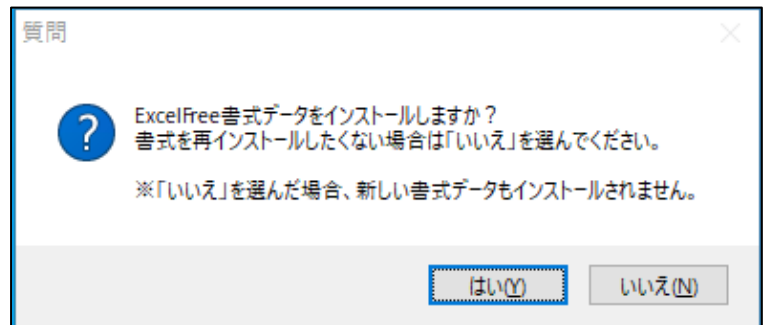 質問
ExcelFree書式データをインストールしますか？
書式を再インストールしたくない場合は「いいえ」を選んでください。
※「いいえ」を選んだ場合、新しい書式データもインストールされません。
はい(Y)
いいえ(N)